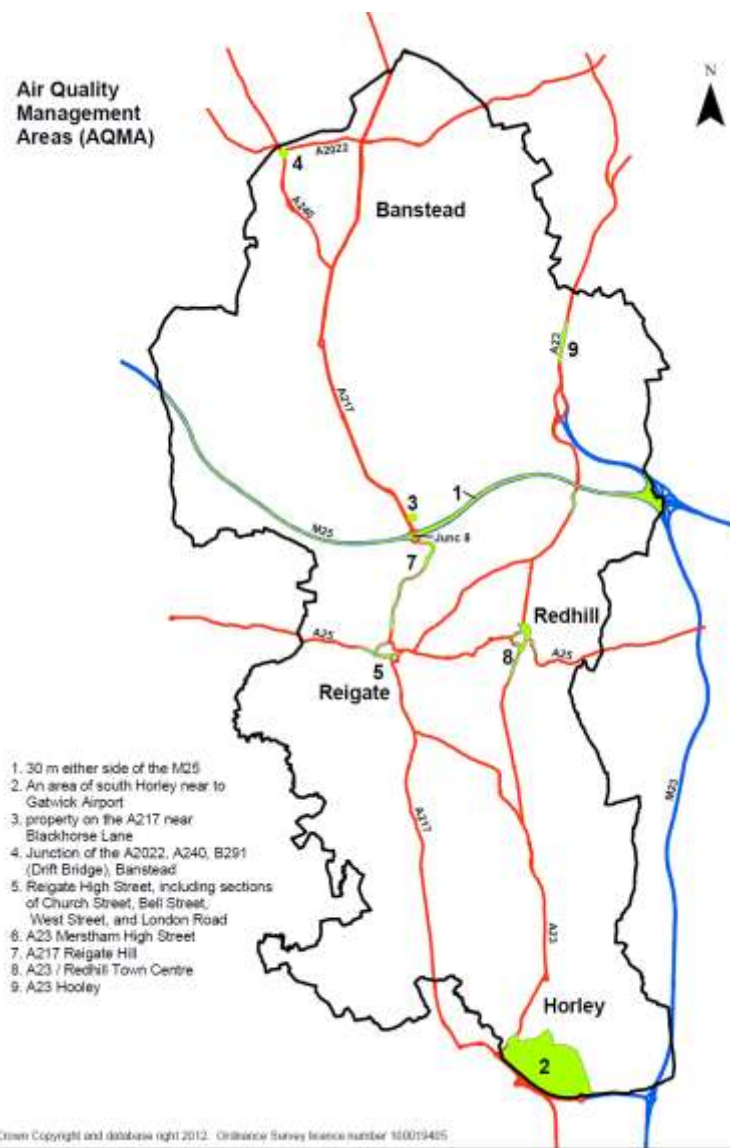 Air Quality
Management
Areas (AQMA)
N
A2022
4
A240
Banstead
A23
9
A217
3
1
M25
Junc 8
7
Redhill
A25
8
A25
5
Reigate
1. 30 m either side of the M25
2. An area of south Horley near to
Gatwick Airport
3. property on the A217 near
Blackhorse Lane
4. Junction of the A2022, A240, B291
(Drift Bridge), Banstead
5. Reigate High Street, including sections
of Church Street, Bell Street,
West Street, and London Road
6. A23 Merstham High Street
7. A217 Reigate Hill
8. A23 / Redhill Town Centre
9. A23 Hooley
M23
A217
A23
Horley
2
Crown Copyright and database right 2012. Ordnance Survey licence number 100019405